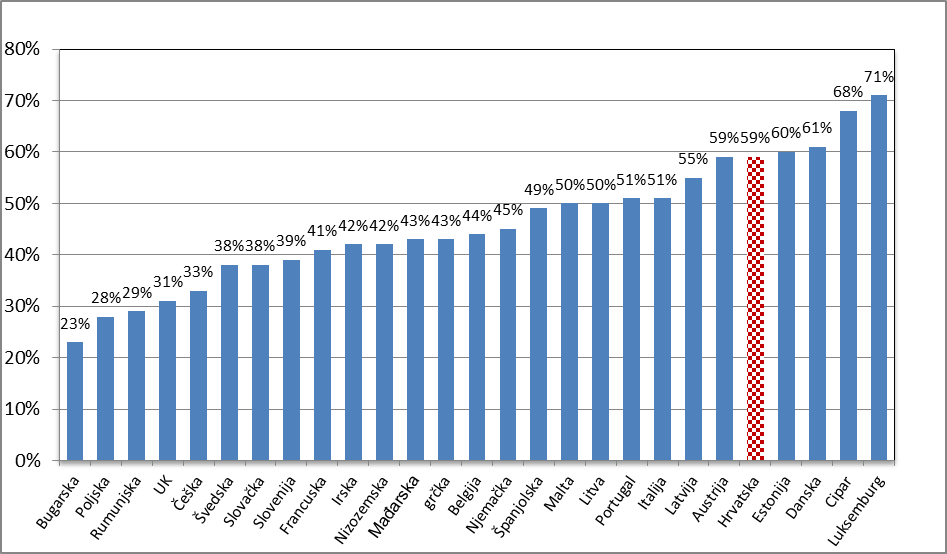 80%
70%
60%
50%
40%
30%
20%
10%
0%
23%
28%
29%
31%
33%
38%
38%
39%
41%
42%
42%
43%
43%
44%
45%
49%
50%
50%
51%
51%
55%
59%
59%
60%
61%
68%
71%
Bugarska
Poljska
Rumunjska
UK
Češka
Švedska
Slovačka
Slovenija
Francuska
Irska
Nizozemska
Mađarska
grčka
Belgija
Njemačka
Španjolska
Malta
Litva
Portugal
Italija
Latvija
Austrija
Hrvatska
Estonija
Danska
Cipar
Luksemburg